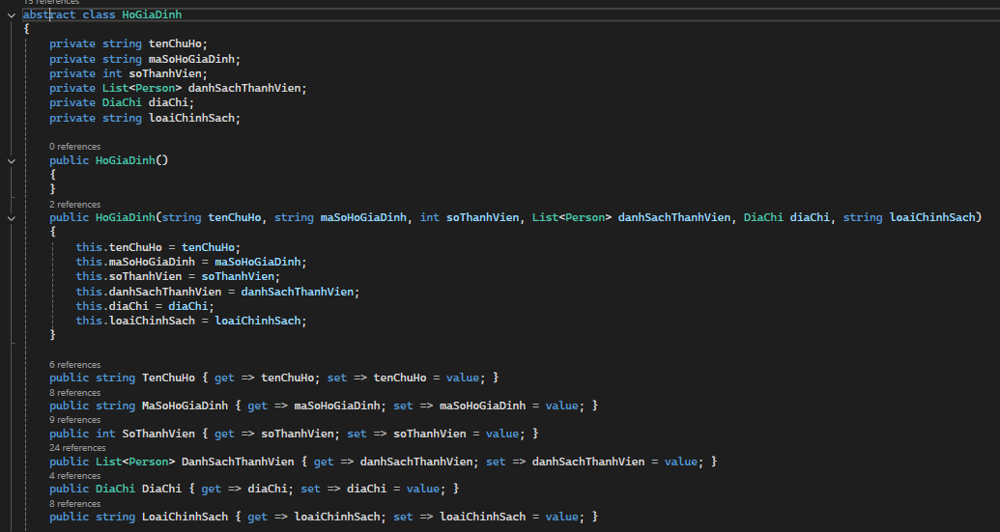 15 references
abstract class HoGiaDinh
{
private string tenChuHo;
private string maSoHoGiaDinh;
private int soThanhVien;
private List<Person> danhSachThanhVien;
private DiaChi diaChi;
private string loaiChinhSach;
0 references
public HoGiaDinh()
{
}
2 references
public HoGiaDinh(string tenChuHo, string maSoHoGiaDinh, int soThanhVien, List<Person> danhSachThanhVien, DiaChi diaChi, string loaiChinhSach)
{
this.tenChuHo = tenChuHo;
this.maSoHoGiaDinh = maSoHoGiaDinh;
this.soThanhVien = soThanhVien;
this.danhSachThanhVien = danhSachThanhVien;
this.diaChi = diaChi;
this.loaiChinhSach = loaiChinhSach;
}
6 references
public string TenChuHo { get => tenChuHo; set => tenChuHo = value; }
8 references
public string MaSoHoGiaDinh { get => maSoHoGiaDinh; set => maSoHoGiaDinh = value; }
9 references
public int SoThanhVien { get => soThanhVien; set => soThanhVien = value; }
24 references
public List<Person> DanhSachThanhVien { get => danhSachThanhVien; set => danhSachThanhVien = value; }
4 references
public DiaChi DiaChi { get => diaChi; set => diaChi = value; }
8 references
public string LoaiChinhSach { get => loaiChinhSach; set => loaiChinhSach = value; }